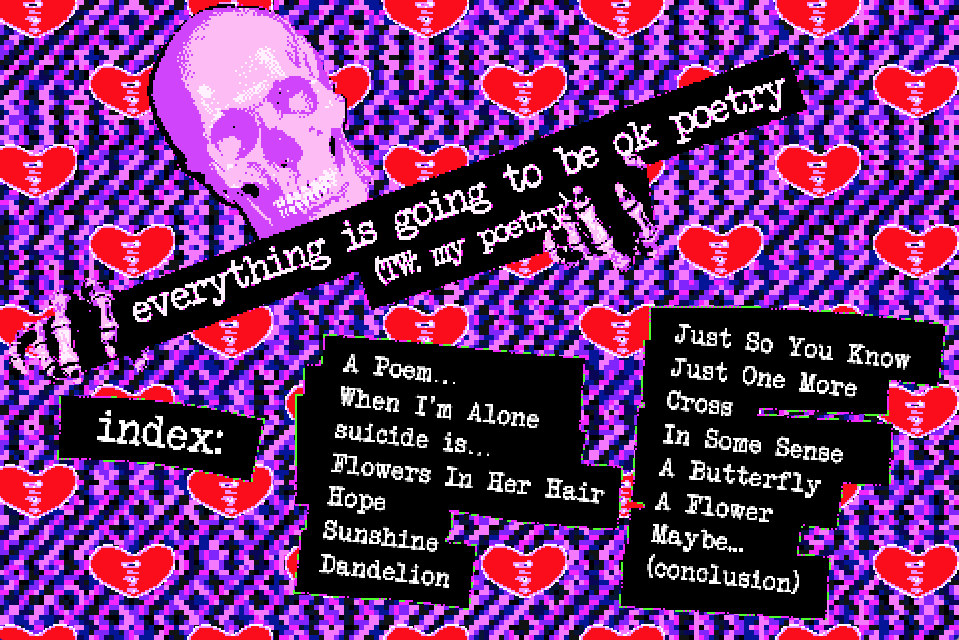 everything is going to be ok poetry
(TW: my poetry
index:
A Poem...
When I'm Alone
suicide is...
Flowers In Her Hair
Hope
Sunshine
Dandelion
Just So You Know
Just One More
Cross
In Some Sense
A Butterfly
A Flower
Maybe...
(conclusion)